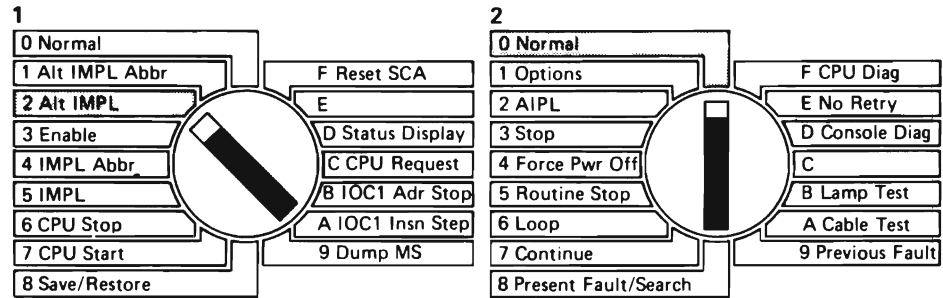 1
0 Normal
1 Alt IMPL Abbr
2 Alt IMPL
3 Enable
4 IMPL Abbr
5 IMPL
6 CPU Stop
7 CPU Start
8 Save/Restore
F Reset SCA
E
D Status Display
C CPU Request
B IOC1 Adr Stop
A IOC1 Insn Step
9 Dump MS
2
0 Normal
1 Options
2 AIPL
3 Stop
4 Force Pwr Off
5 Routine Stop
6 Loop
7 Continue
8 Present Fault/Search
F CPU Diag
E No Retry
D Console Diag
C
B Lamp Test
A Cable Test
9 Previous Fault